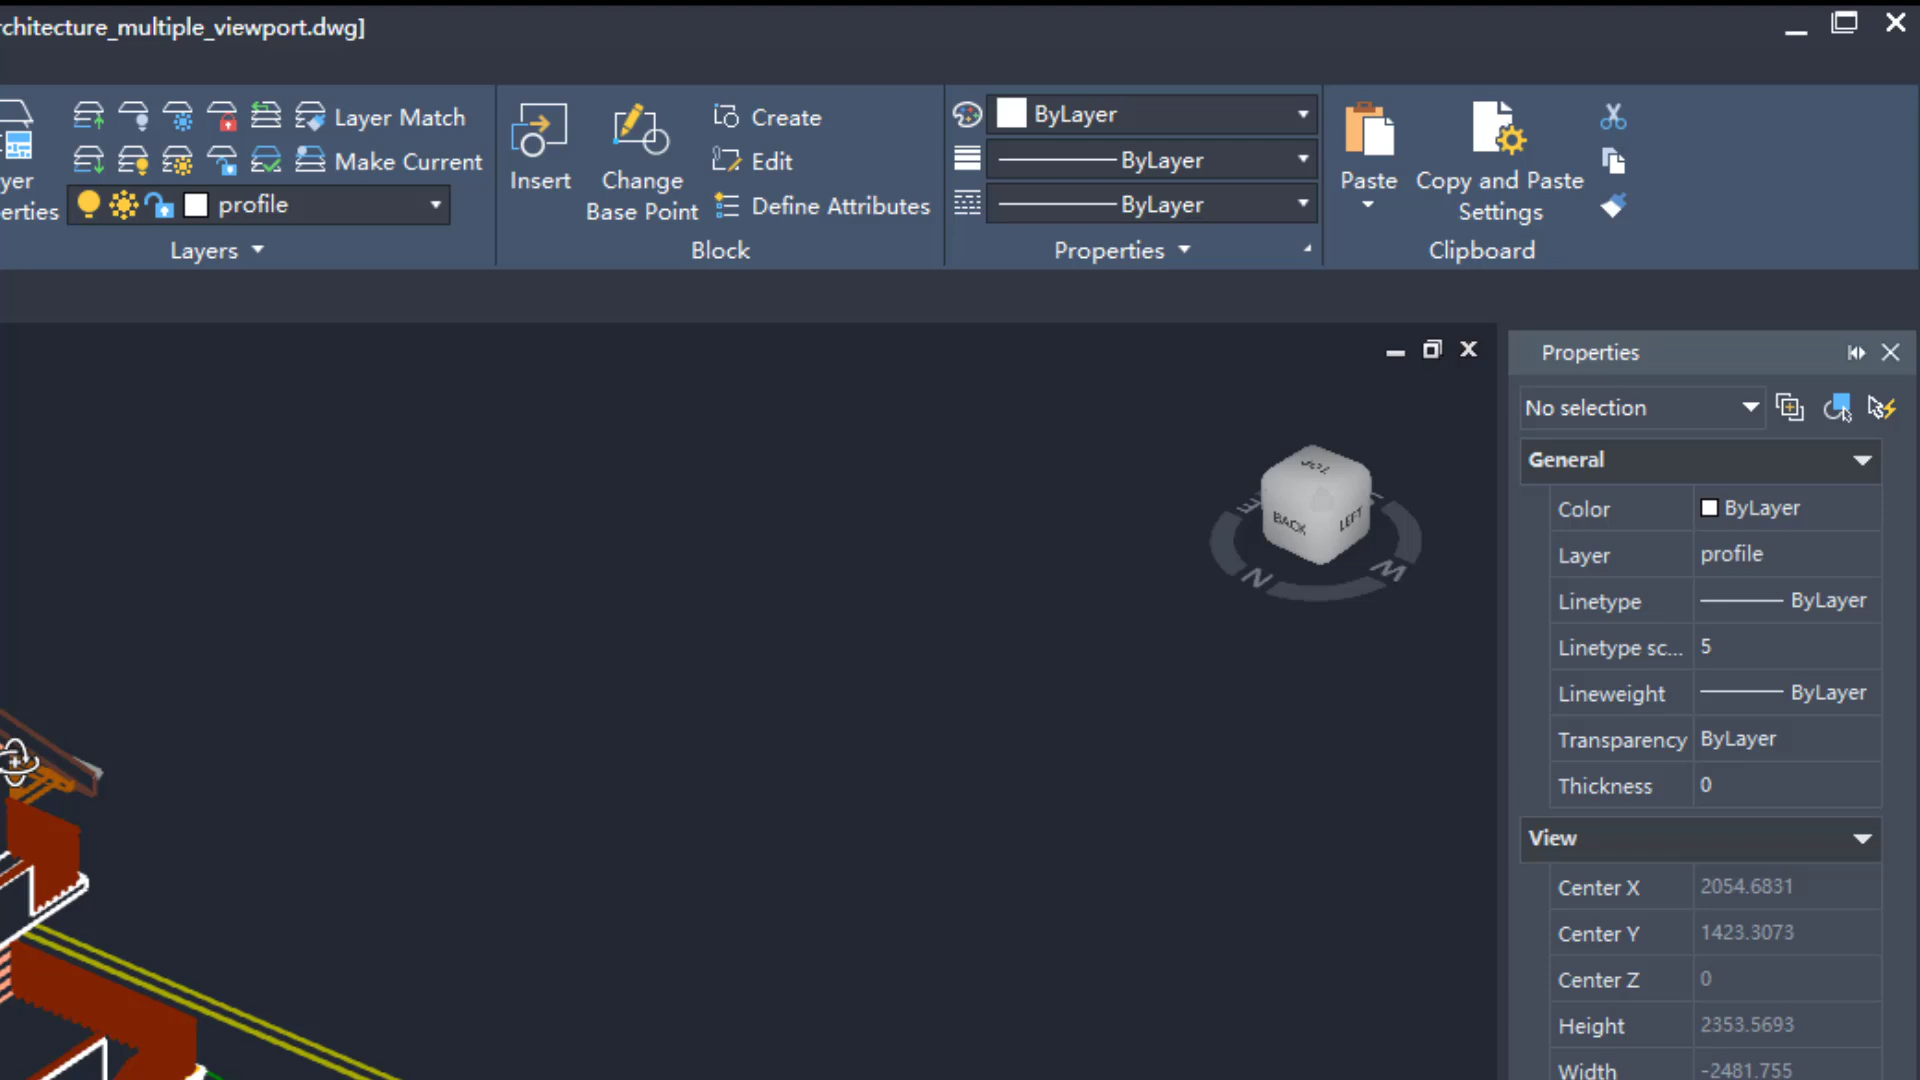 rchitecture_multiple_viewport.dwg]
Layer Match
Make Current
yer
erties
profile
Layers
Insert
Change
Base Point
Create
Edit
Define Attributes
Block
ByLayer
ByLayer
ByLayer
Properties
Paste
Copy and Paste
Settings
Clipboard
TOP
BACK
LEFT
N
W
Properties
No selection
General
Color ByLayer
Layer profile
Linetype ByLayer
Linetype sc... 5
Lineweight ByLayer
Transparency ByLayer
Thickness 0
View
Center X 2054.6831
Center Y 1423.3073
Center Z 0
Height 2353.5693
Width -2481.755